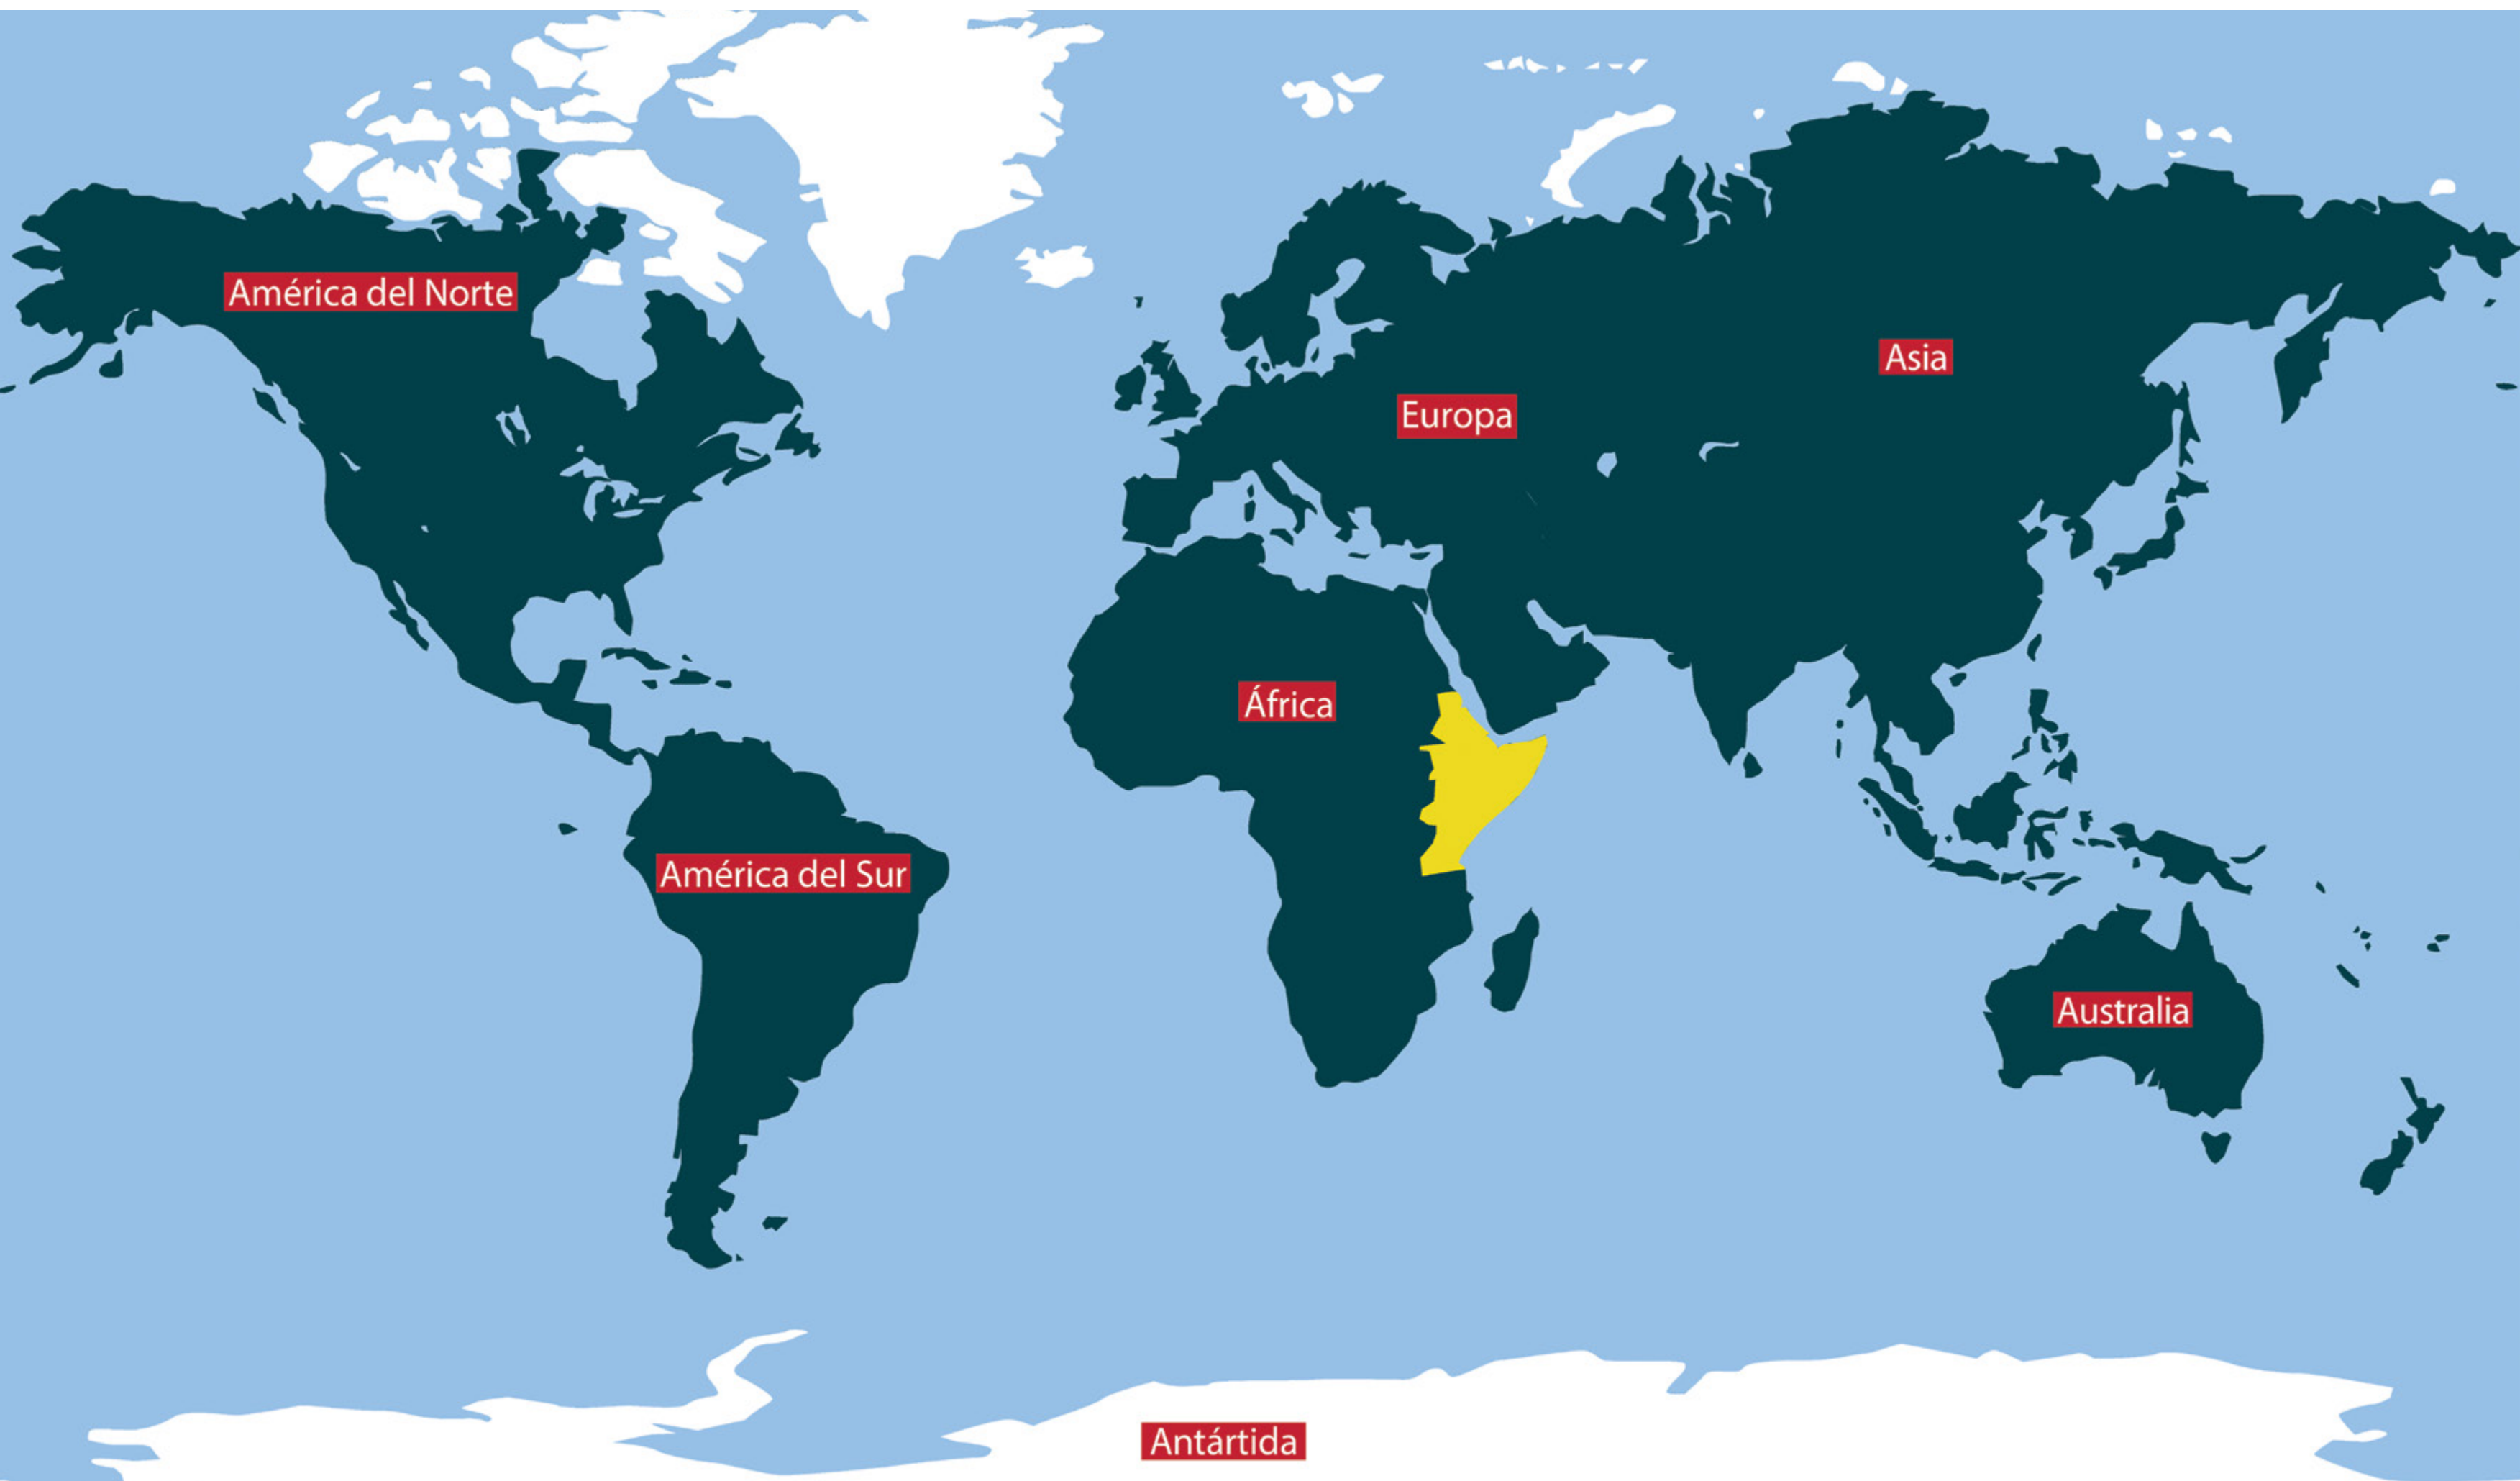 América del Norte
Asia
Europa
África
América del Sur
Australia
Antártida